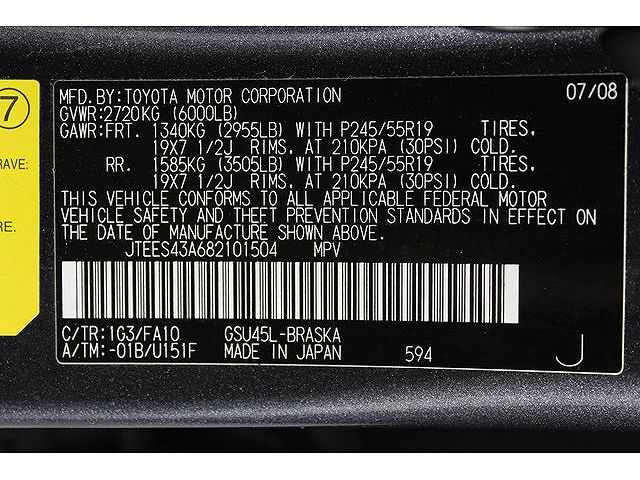 7
RAVE:
RE.
MFD.BY:TOYOTA MOTOR CORPORATION 07/08
GVWR:2720KG (6000LB)
GAWR:FRT. 1340KG (2955LB) WITH P245/55R19 TIRES,
19X7 1/2J RIMS, AT 210KPA (30PSI) COLD.
RR. 1585KG (3505LB) WITH P245/55R19 TIRES,
19X7 1/2J RIMS, AT 210KPA (30PSI) COLD.
THIS VEHICLE CONFORMS TO ALL APPLICABLE FEDERAL MOTOR
VEHICLE SAFETY AND THEFT PREVENTION STANDARDS IN EFFECT ON
THE DATE OF MANUFACTURE SHOWN ABOVE.
JTEES43A682101504 MPV
C/TR:1G3/FA10 GSU45L-BRASKA
A/TM:-01B/U151F MADE IN JAPAN 594 J